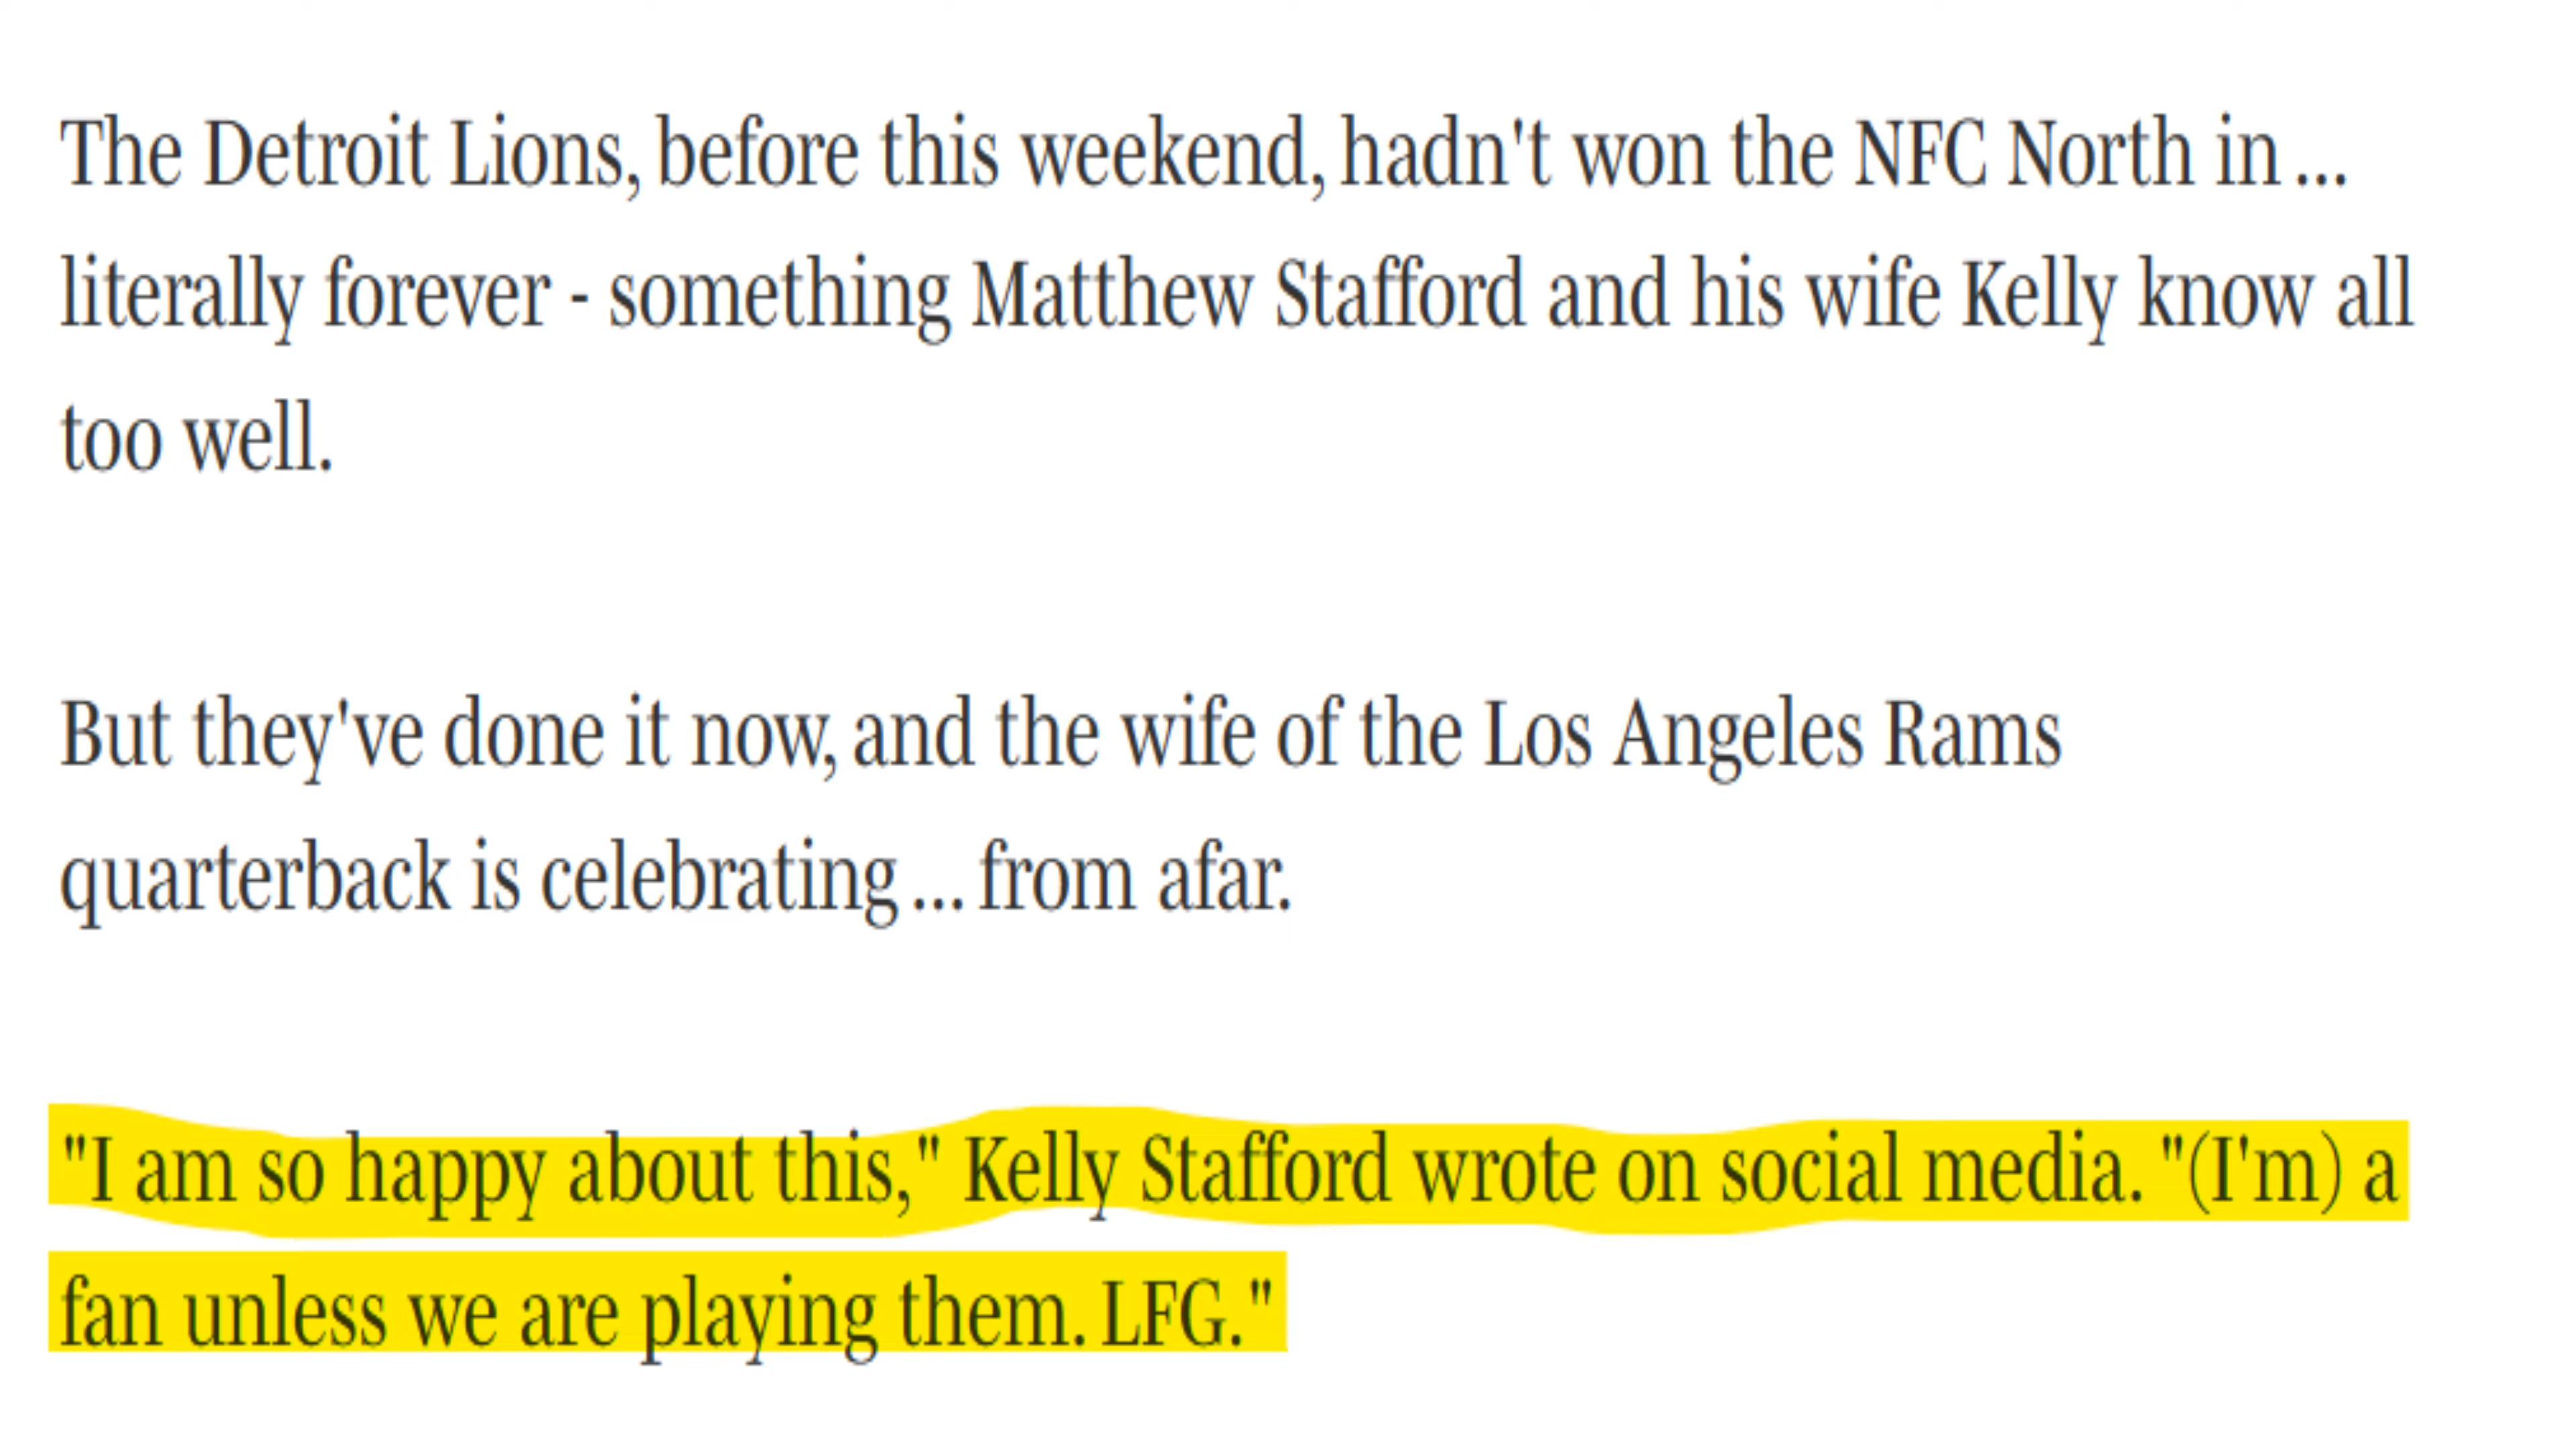 The Detroit Lions, before this weekend, hadn't won the NFC North in ...
literally forever - something Matthew Stafford and his wife Kelly know all
too well.
But they've done it now, and the wife of the Los Angeles Rams
quarterback is celebrating ... from afar.
"I am so happy about this," Kelly Stafford wrote on social media. "(I'm) a
fan unless we are playing them. LFG."